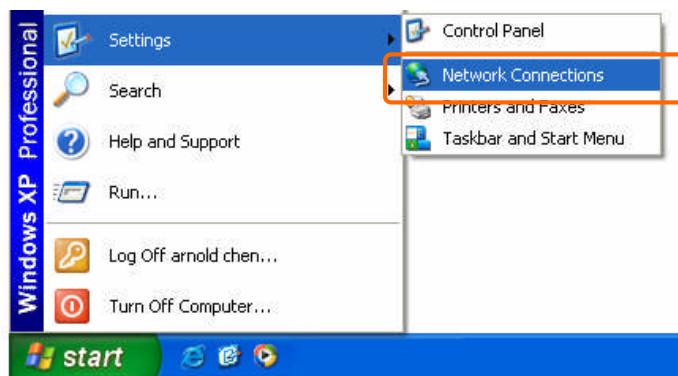 Windows XP Professional
Settings
Search
Help and Support
Run...
Log Off arnold chen...
Turn Off Computer...
Control Panel
Network Connections
Printers and Faxes
Taskbar and Start Menu
start